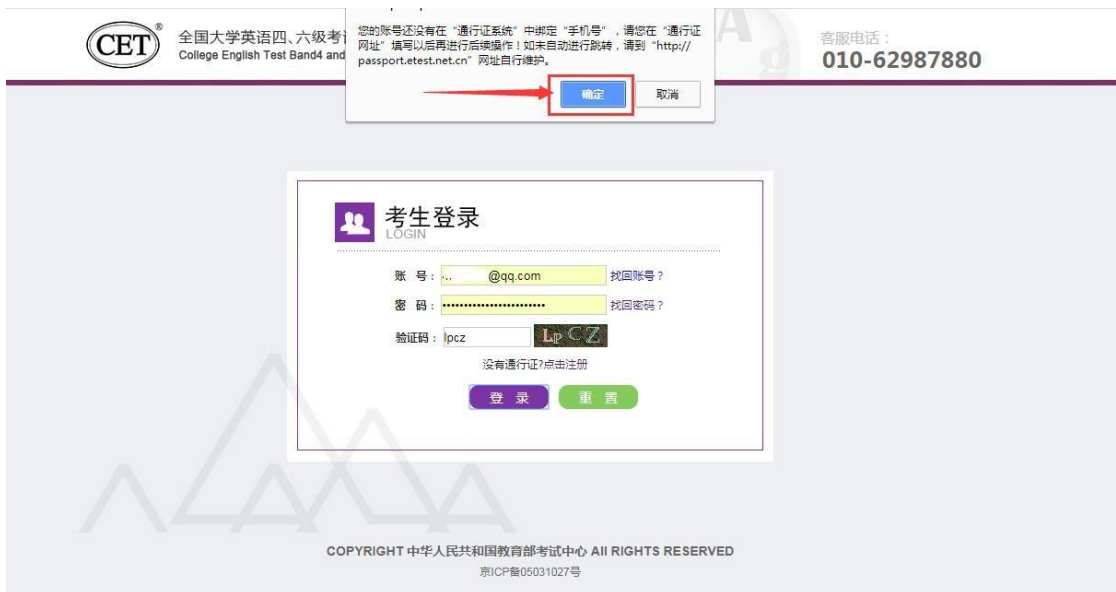 CET®
全国大学英语四、六级考
College English Test Band4 and
您的账号还没有在“通行证系统”中绑定“手机号”，请您在“通行证
网址”填写以后再进行后续操作！如未自动进行跳转，请到“http://
passport.etest.net.cn”网址自行维护。
确定
取消
客服电话：
010-62987880
考生登录
LOGIN
账 号：
@qq.com
找回账号？
密 码：
找回密码？
验证码：
lpcz
LpCZ
没有通行证?点击注册
登 录
重 置
COPYRIGHT 中华人民共和国教育部考试中心 All RIGHTS RESERVED
京ICP备05031027号